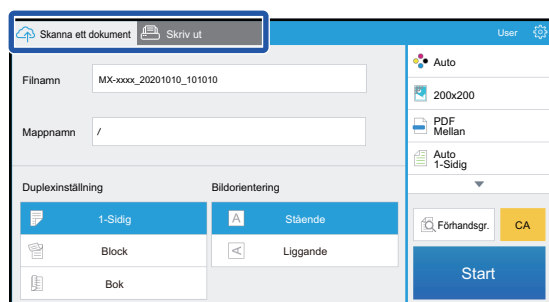 Skanna ett dokument Skriv ut User
Filnamn MX-xxxx_20201010_101010
Mappnamn /
Duplexinställning Bildorientering
1-Sidig A Stående
Block A Liggande
Bok
Auto
200x200
PDF
Mellan
Auto
1-Sidig
Förhandsgr. CA
Start